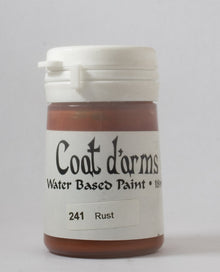 Coat d'arms
Water Based Paint •
241 Rust